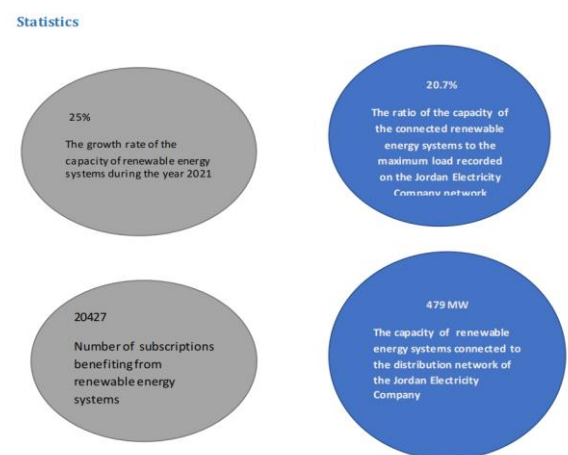 Statistics
25%
The growth rate of the
capacity of renewable energy
systems during the year 2021
20.7%
The ratio of the capacity of
the connected renewable
energy systems to the
maximum load recorded
on the Jordan Electricity
Company network
20427
Number of subscriptions
benefiting from
renewable energy
systems
479 MW
The capacity of renewable
energy systems connected to
the distribution network of
the Jordan Electricity
Company